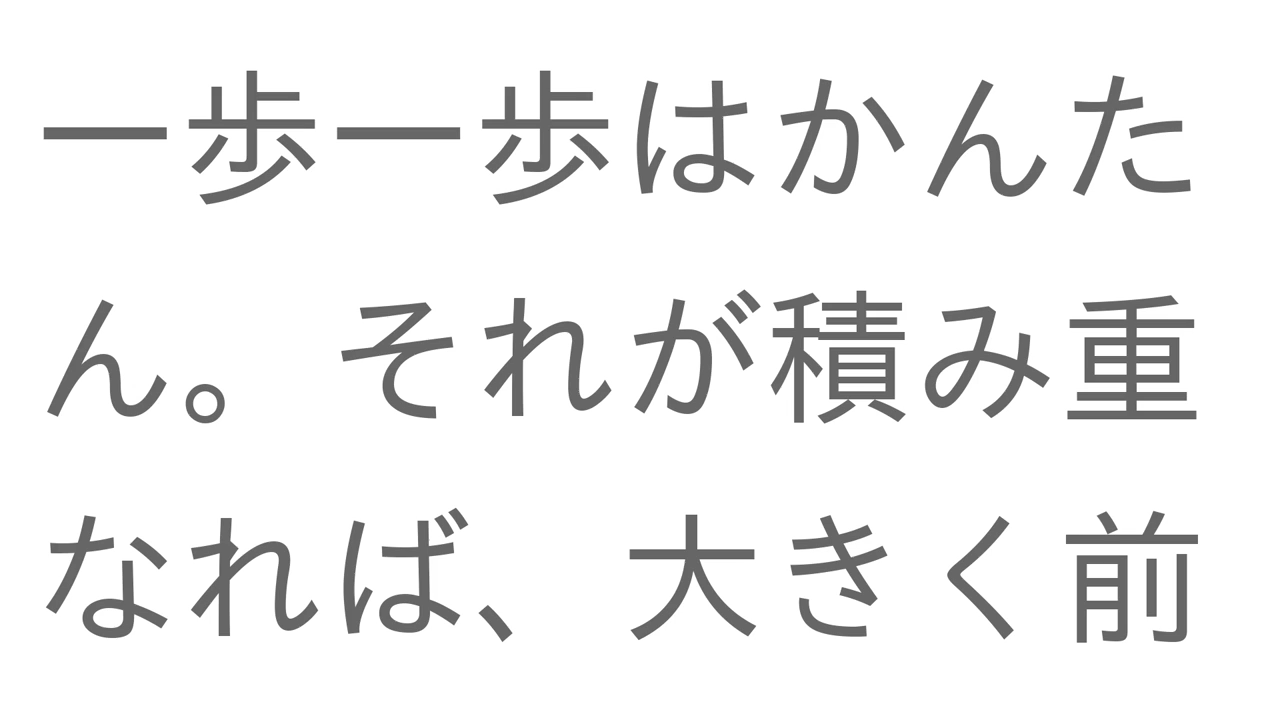 一歩一歩はかんた
ん。それが積み重
なれば、大きく前